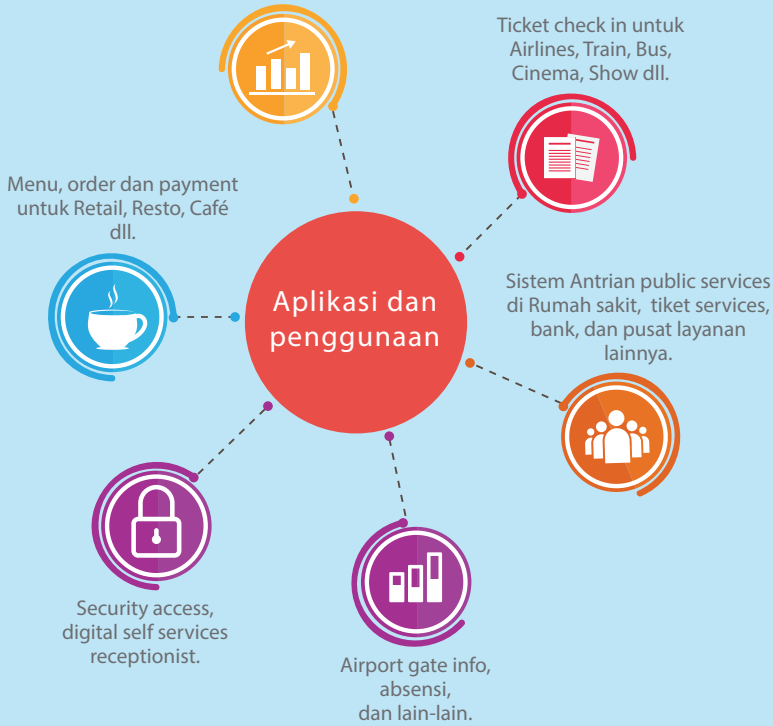 Ticket check in untuk
Airlines, Train, Bus,
Cinema, Show dll.
Menu, order dan payment
untuk Retail, Resto, Café
dll.
Aplikasi dan
penggunaan
Sistem Antrian public services
di Rumah sakit, tiket services,
bank, dan pusat layanan
lainnya.
Security access,
digital self services
receptionist.
Airport gate info,
absensi,
dan lain-lain.